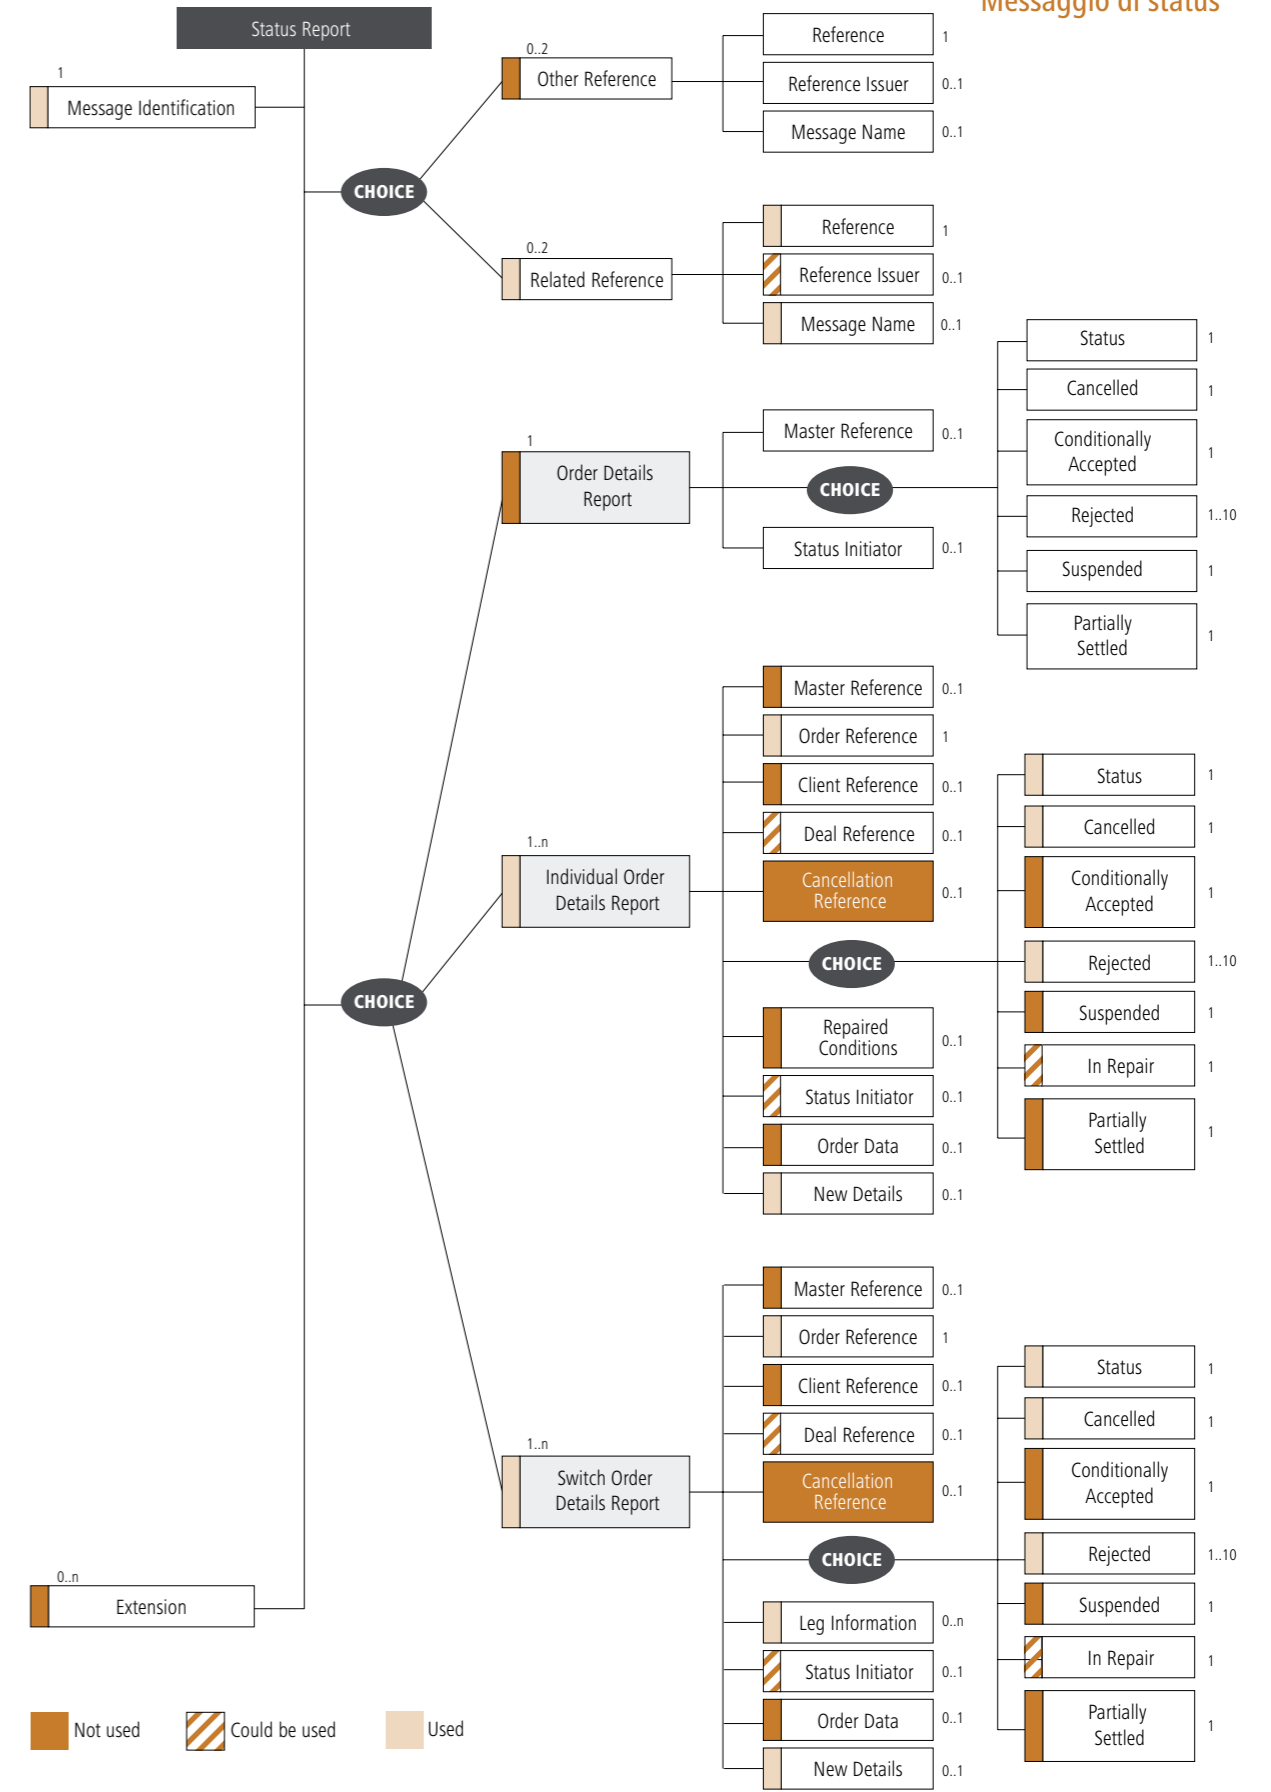 Messaggio di status
Status Report
1
Message Identification
0..2
Other Reference
Reference
1
Reference Issuer
0..1
Message Name
0..1
CHOICE
0..2
Related Reference
Reference
1
Reference Issuer
0..1
Message Name
0..1
1
Order Details
Report
Master Reference
0..1
CHOICE
Status Initiator
0..1
Status
1
Cancelled
1
Conditionally
Accepted
1
Rejected
1..10
Suspended
1
Partially
Settled
1
CHOICE
1..n
Individual Order
Details Report
Master Reference
0..1
Order Reference
1
Client Reference
0..1
Deal Reference
0..1
Cancellation
Reference
0..1
CHOICE
Repaired
Conditions
0..1
Status Initiator
0..1
Order Data
0..1
New Details
0..1
Status
1
Cancelled
1
Conditionally
Accepted
1
Rejected
1..10
Suspended
1
In Repair
1
Partially
Settled
1
1..n
Switch Order
Details Report
Master Reference
0..1
Order Reference
1
Client Reference
0..1
Deal Reference
0..1
Cancellation
Reference
0..1
CHOICE
Leg Information
0..n
Status Initiator
0..1
Order Data
0..1
New Details
0..1
Status
1
Cancelled
1
Conditionally
Accepted
1
Rejected
1..10
Suspended
1
In Repair
1
Partially
Settled
1
0..n
Extension
Not used
Could be used
Used